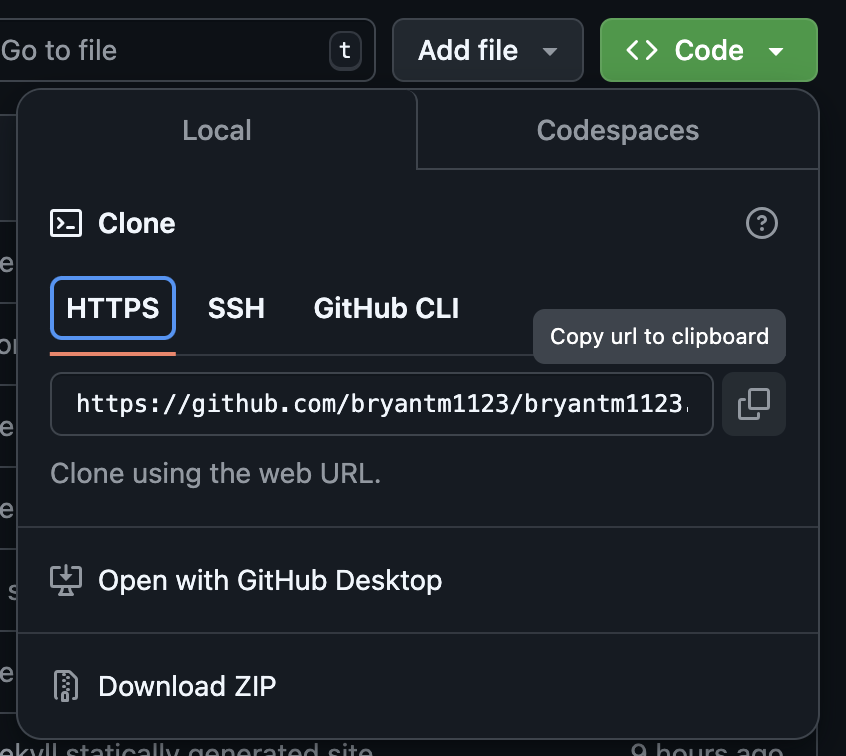 Go to file
t
Add file
Code
Local
Codespaces
Clone
HTTPS
SSH
GitHub CLI
Copy url to clipboard
https://github.com/bryantm1123/bryantm1123.
Clone using the web URL.
Open with GitHub Desktop
Download ZIP
statically generated site
9 hours ago